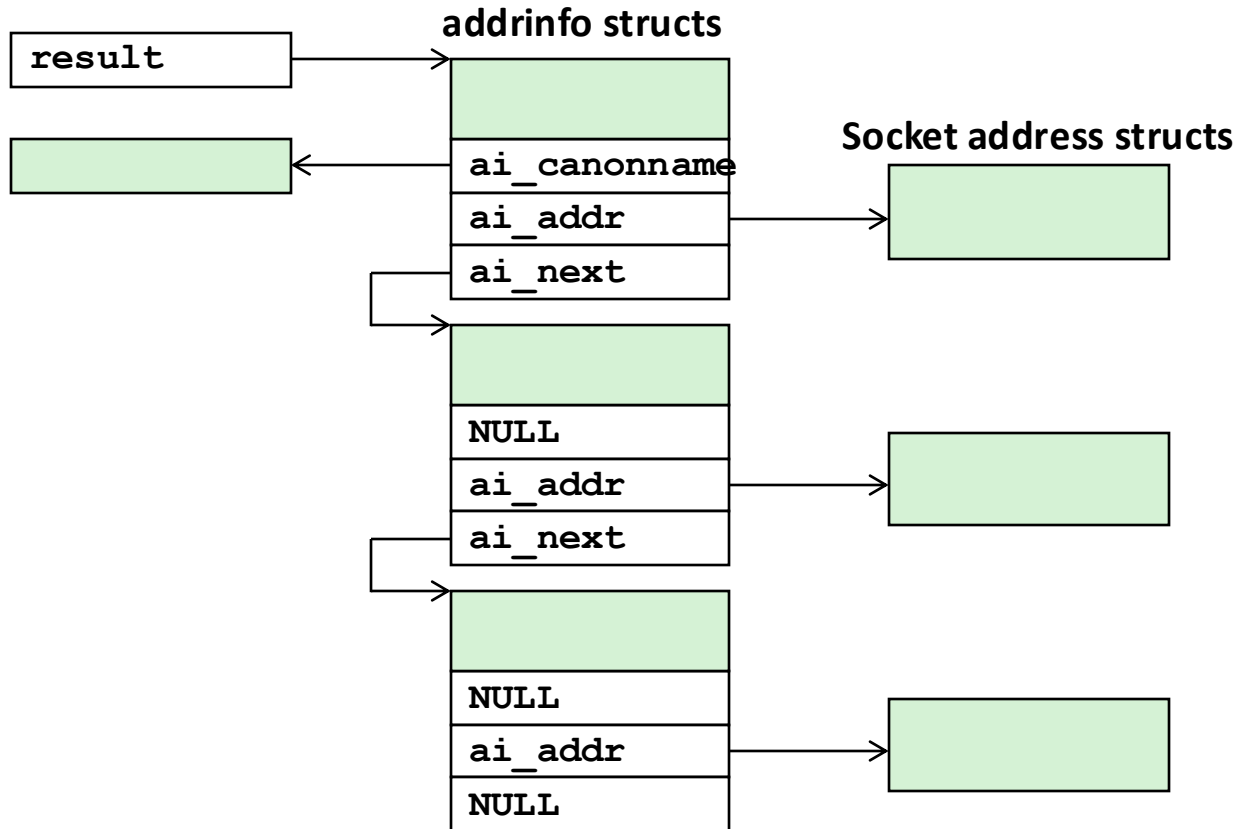 addrinfo structs
result
Socket address structs
ai_canonname
ai_addr
ai_next
NULL
ai_addr
ai_next
NULL
ai_addr
NULL